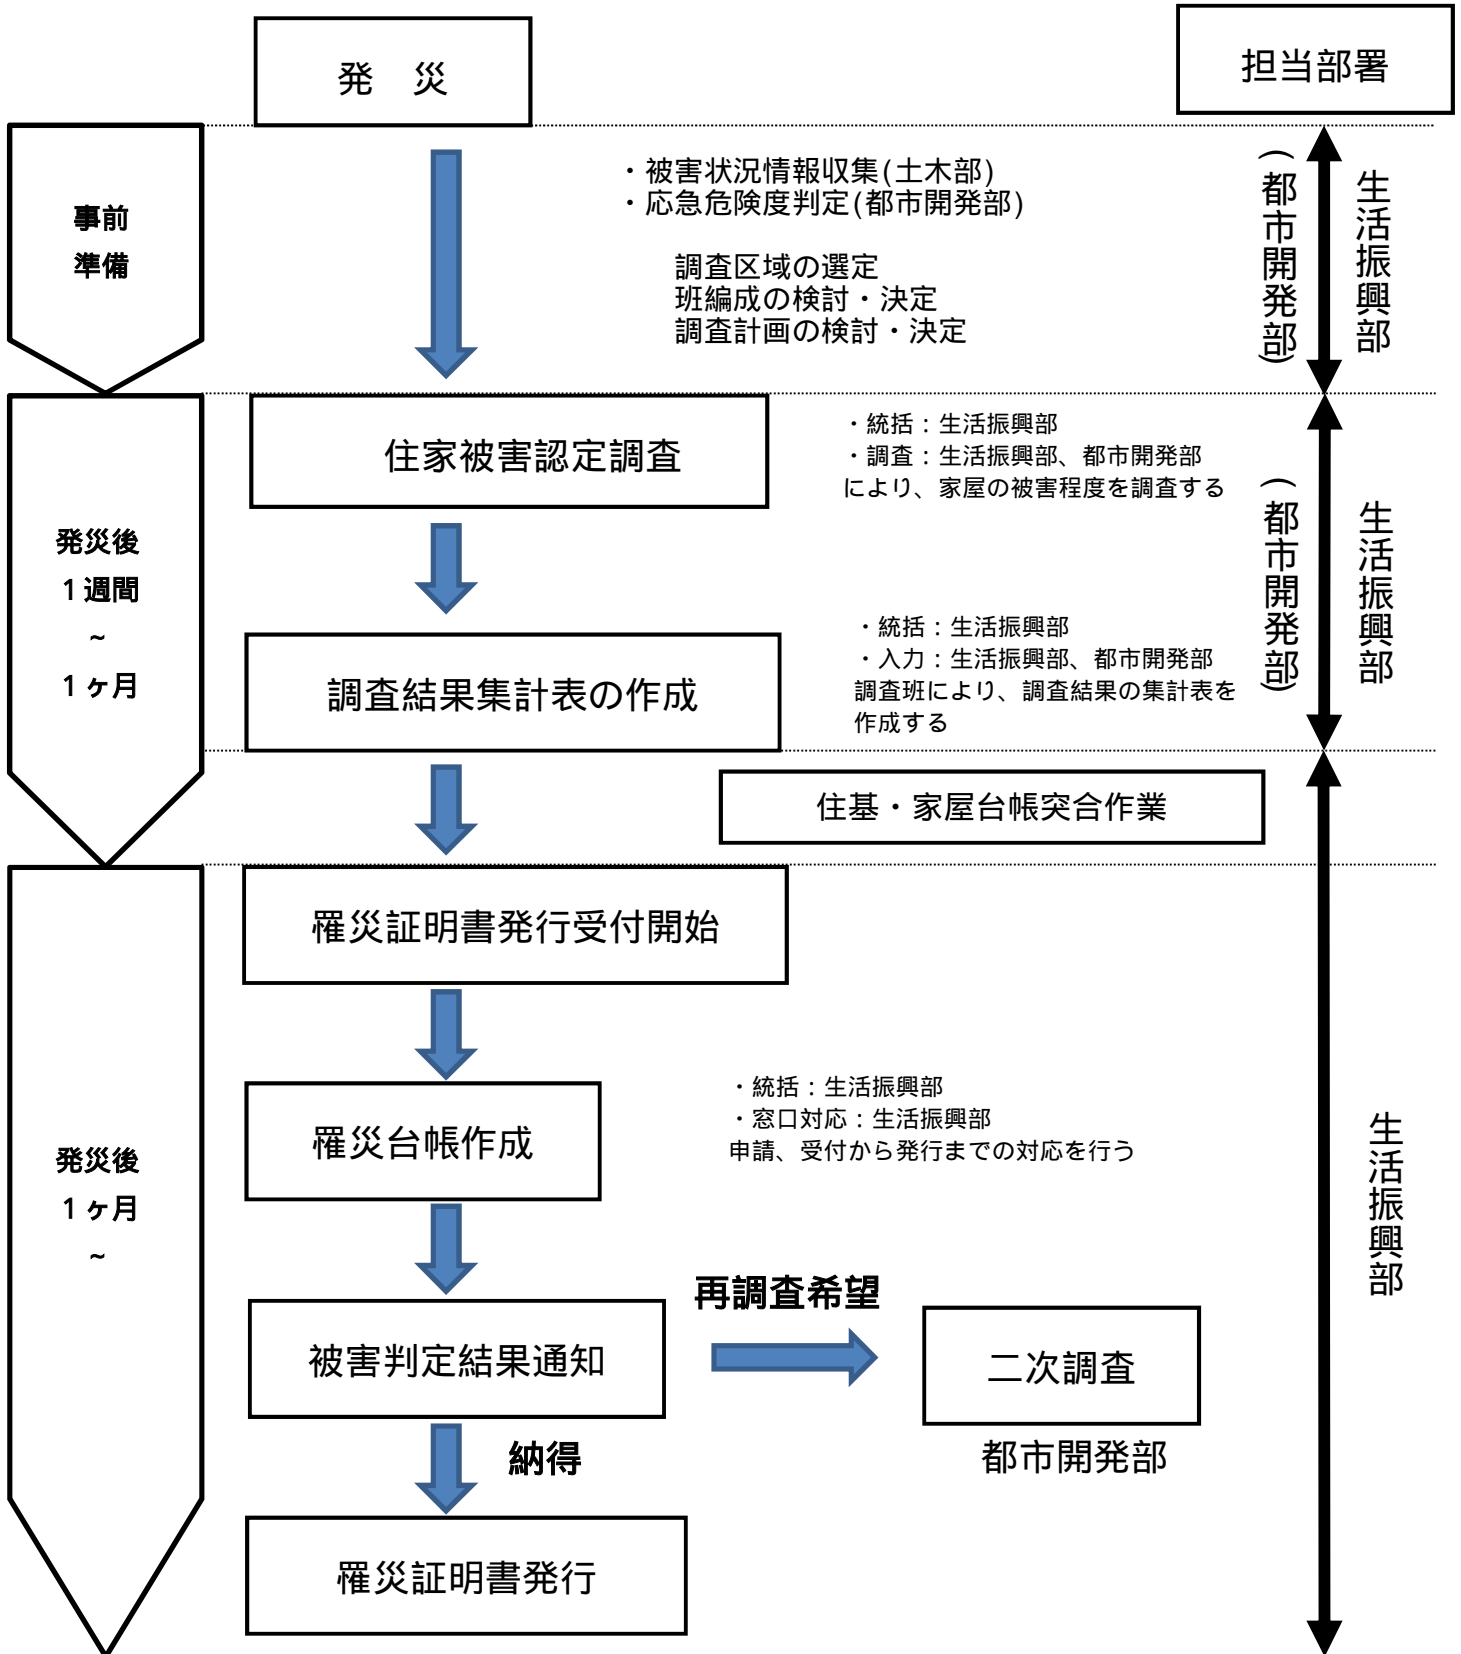 発　災
担当部署
事前
準備
・被害状況情報収集(土木部)
・応急危険度判定(都市開発部)
調査区域の選定
班編成の検討・決定
調査計画の検討・決定
(都市開発部)
生活振興部
発災後
1週間
~
1ヶ月
住家被害認定調査
・統括：生活振興部
・調査：生活振興部、都市開発部
により、家屋の被害程度を調査する
(都市開発部)
生活振興部
調査結果集計表の作成
・統括：生活振興部
・入力：生活振興部、都市開発部
調査班により、調査結果の集計表を
作成する
住基・家屋台帳突合作業
発災後
1ヶ月
~
罹災証明書発行受付開始
罹災台帳作成
・統括：生活振興部
・窓口対応：生活振興部
申請、受付から発行までの対応を行う
生活振興部
被害判定結果通知
再調査希望
二次調査
都市開発部
納得
罹災証明書発行